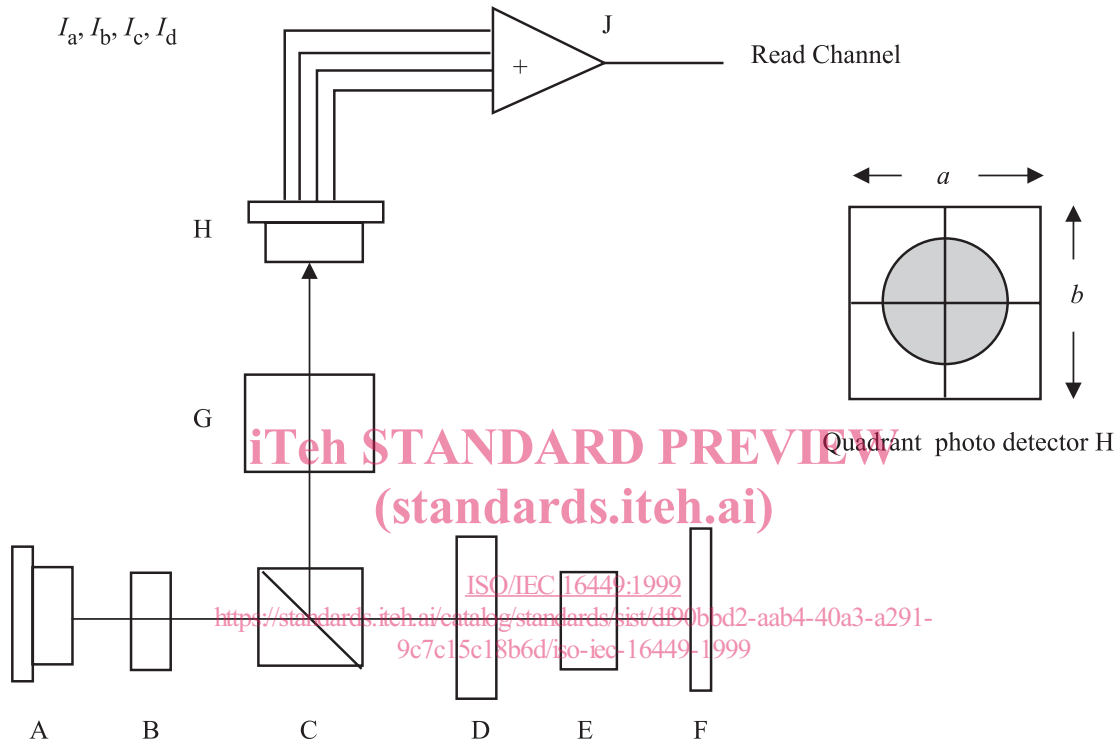 Ia, Ib, Ic, Id
J
+
Read Channel
a
H
b
G
Quadrant photo detector H
iTeh STANDARD PREVIEW
(standards.iteh.ai)
ISO/IEC 16449:1999
https://standards.iteh.ai/catalog/standards/sist/df90bbd2-aab4-40a3-a291-
9c7c15c18b6d/iso-iec-16449-1999
A B C D E F